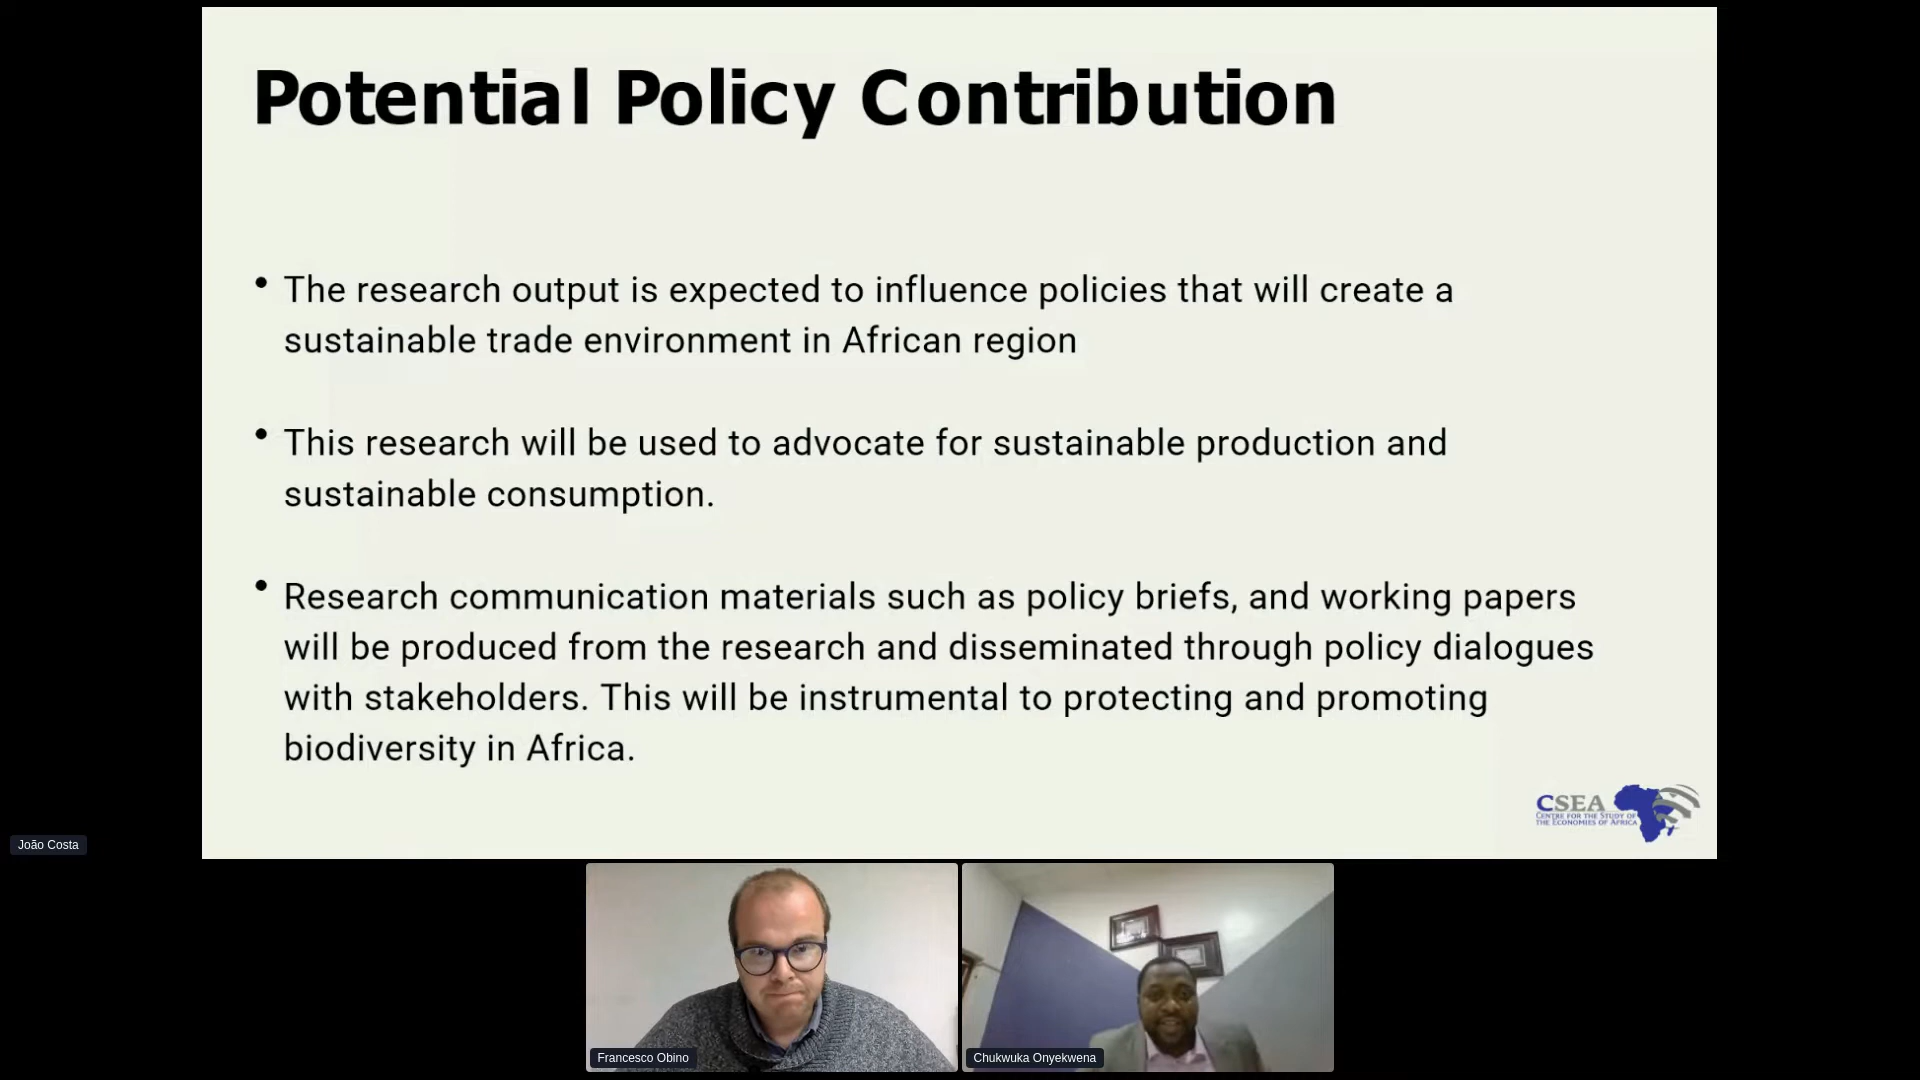 Potential Policy Contribution
• The research output is expected to influence policies that will create a
sustainable trade environment in African region
• This research will be used to advocate for sustainable production and
sustainable consumption.
• Research communication materials such as policy briefs, and working papers
will be produced from the research and disseminated through policy dialogues
with stakeholders. This will be instrumental to protecting and promoting
biodiversity in Africa.
CSEA
CENTRE FOR THE STUDY OF
THE ECONOMIES OF AFRICA
João Costa
Francesco Obino
Chukwuka Onyekwena